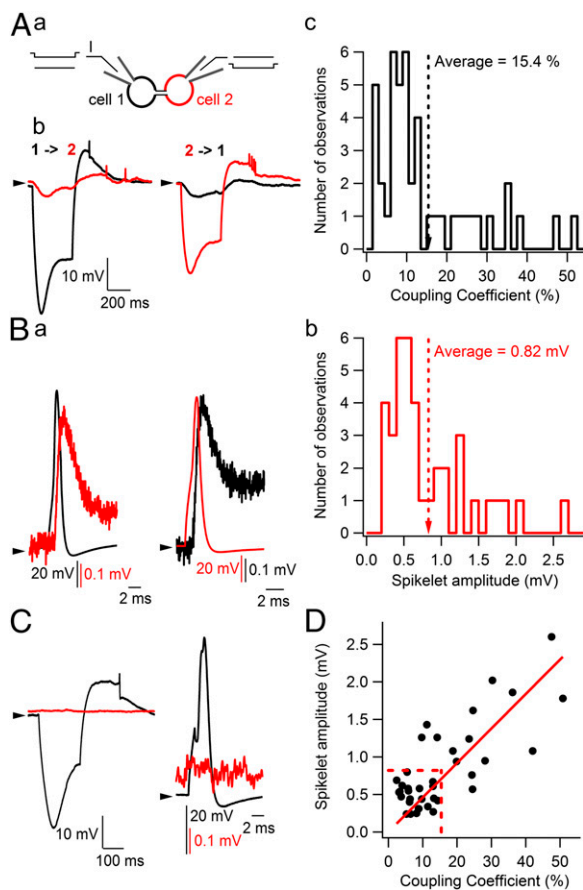 A a
I
cell 1 cell 2
b
1 -> 2 2 -> 1
10 mV
200 ms
c
Number of observations
6
5
4
3
2
1
0
Average = 15.4 %
0 10 20 30 40 50
Coupling Coefficient (%)
B a
20 mV 0.1 mV
2 ms
20 mV 0.1 mV
2 ms
b
Number of observations
6
5
4
3
2
1
0
Average = 0.82 mV
0.0 0.5 1.0 1.5 2.0 2.5
Spikelet amplitude (mV)
C
10 mV
100 ms
20 mV
0.1 mV
2 ms
D
Spikelet amplitude (mV)
2.5
2.0
1.5
1.0
0.5
0.0
0 10 20 30 40 50
Coupling Coefficient (%)